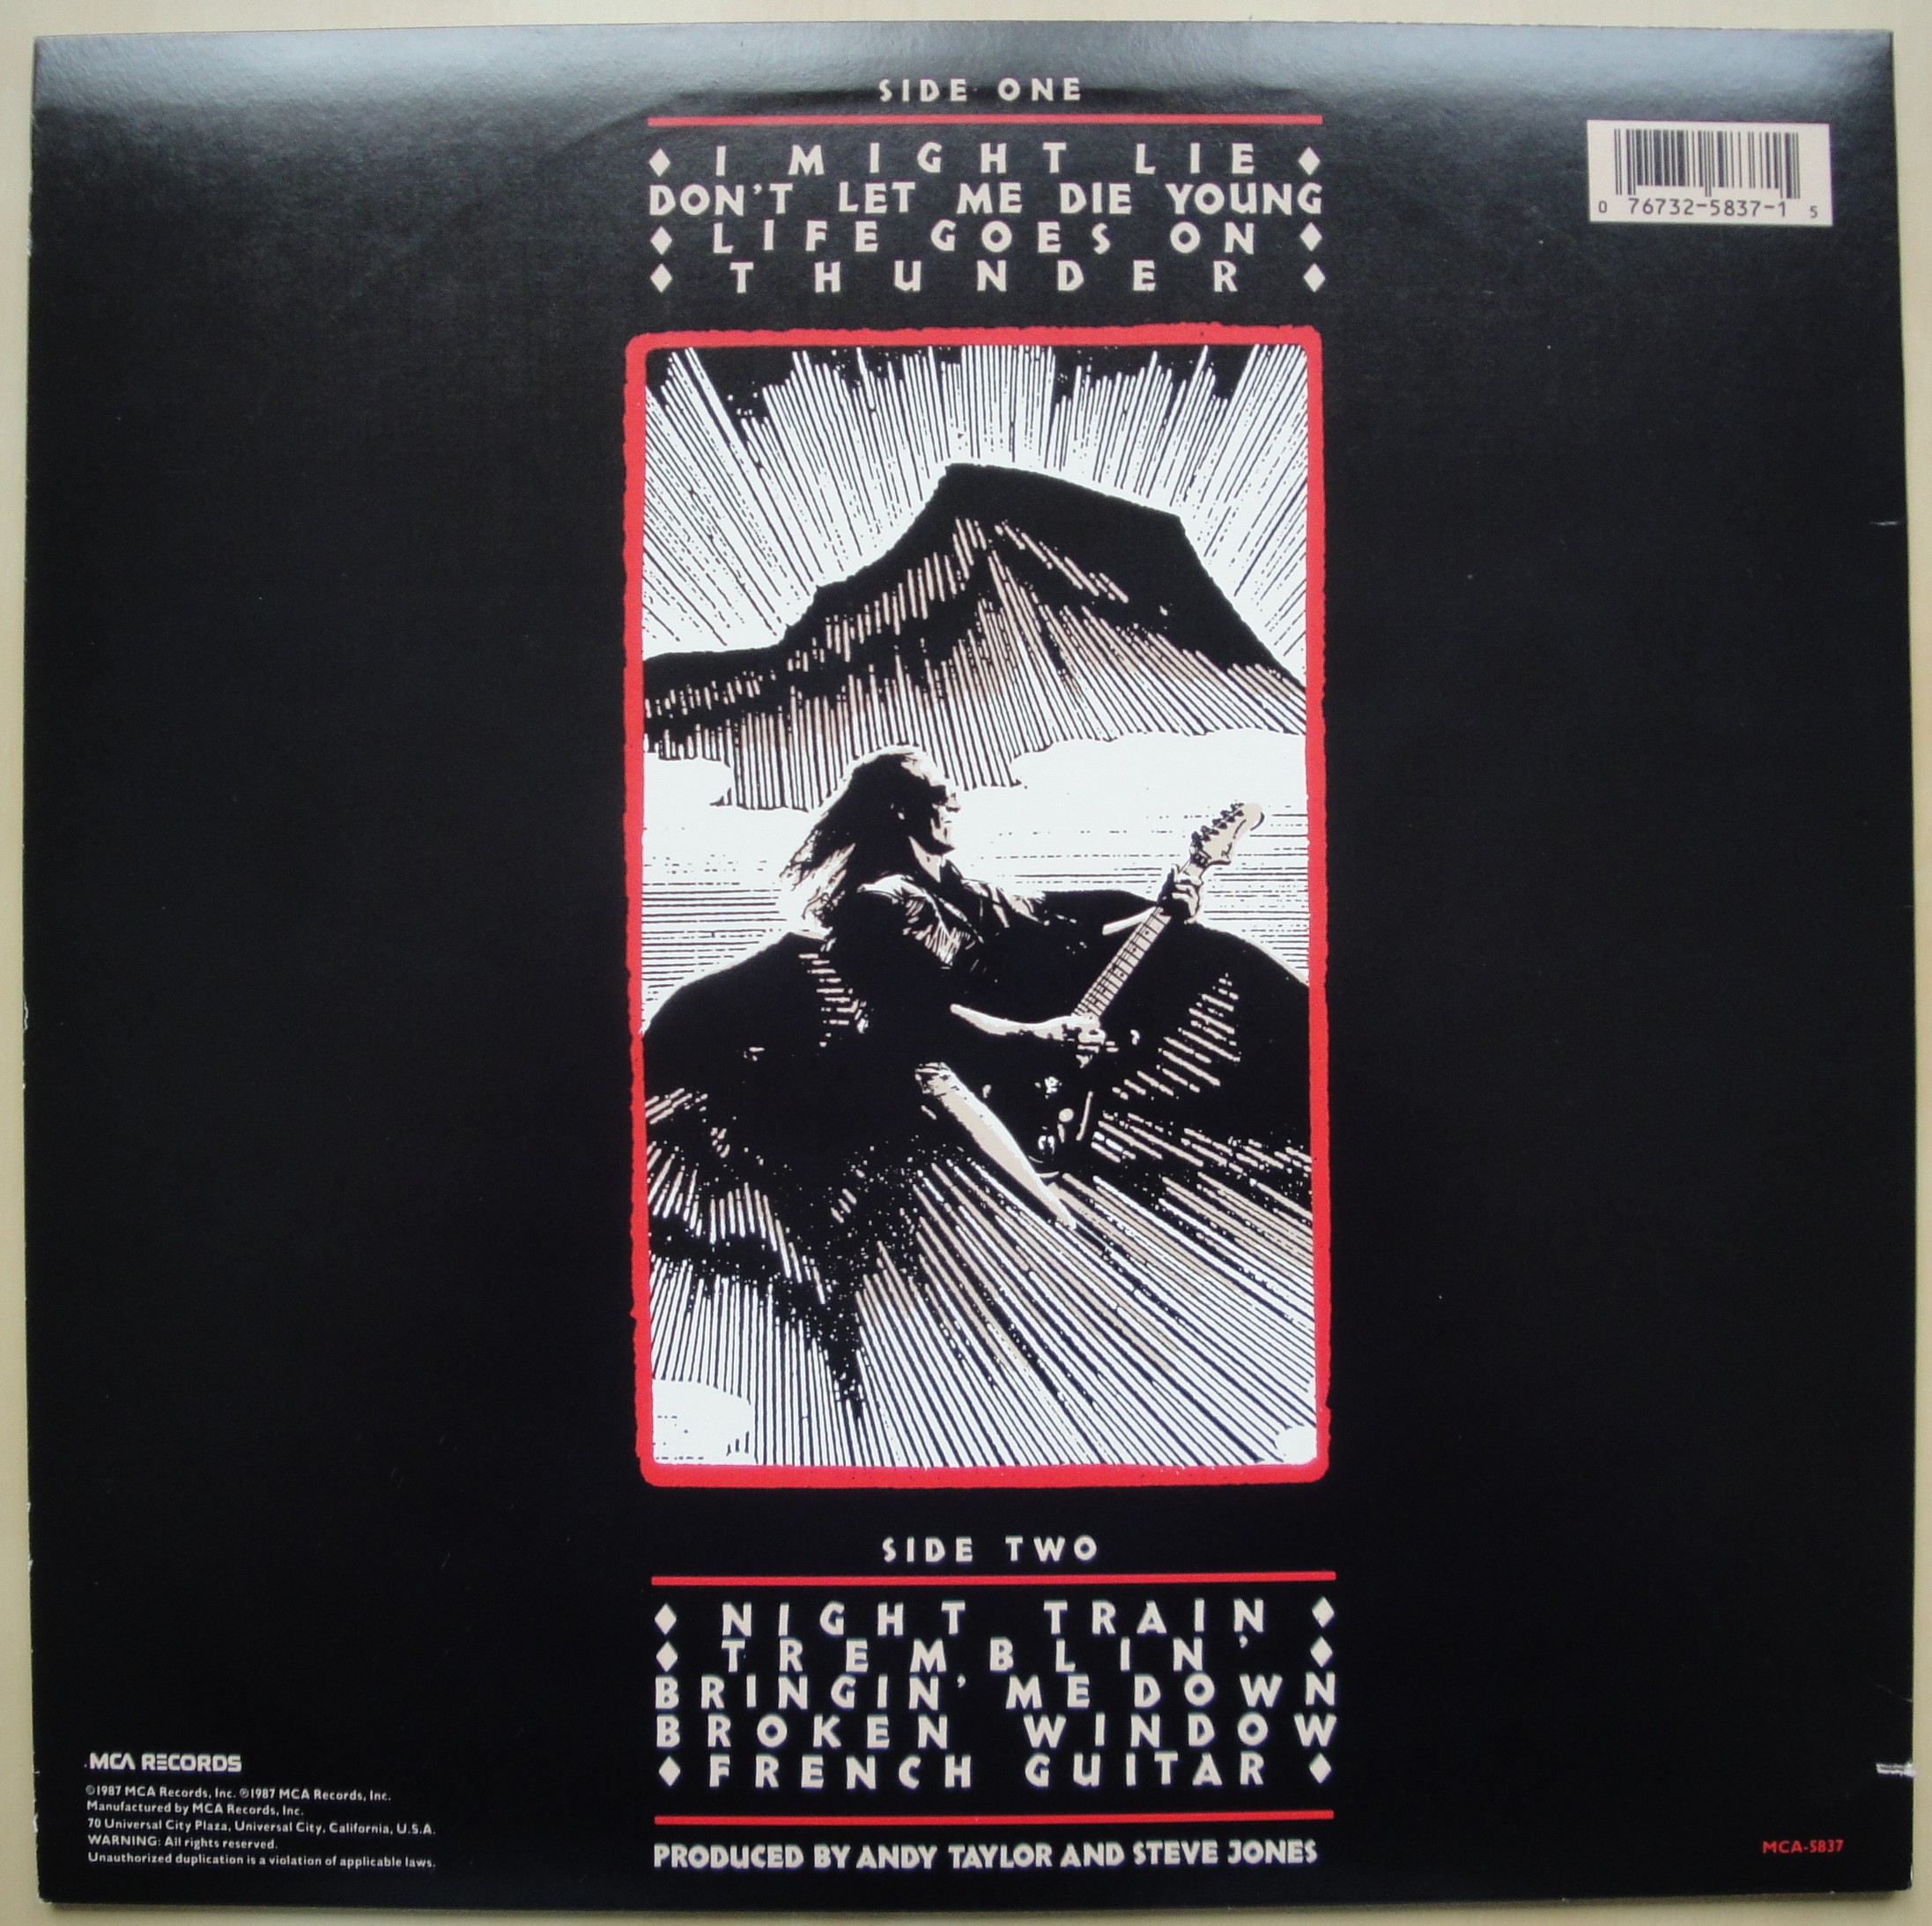 SIDE ONE
I MIGHT LIE
DON'T LET ME DIE YOUNG
LIFE GOES ON
THUNDER
0 76732-5837-1 5
SIDE TWO
NIGHT TRAIN
TREMBLIN'
BRINGIN' ME DOWN
BROKEN WINDOW
FRENCH GUITAR
PRODUCED BY ANDY TAYLOR AND STEVE JONES
MCA RECORDS
©1987 MCA Records, Inc. ℗1987 MCA Records, Inc.
Manufactured by MCA Records, Inc.
70 Universal City Plaza, Universal City, California, U.S.A.
WARNING: All rights reserved.
Unauthorized duplication is a violation of applicable laws.
MCA-5837